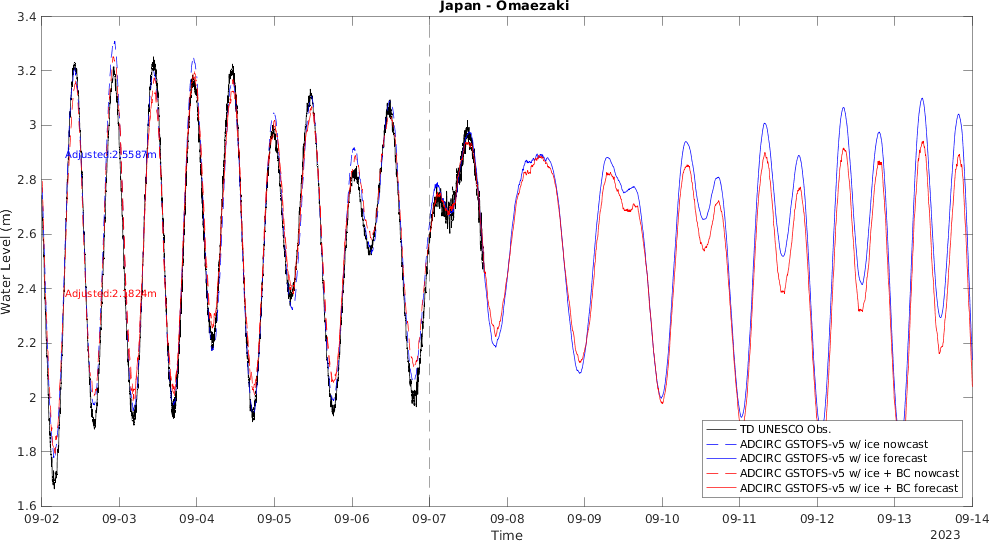 Japan - Omaezaki
3.4
3.2
3
2.8
2.6
2.4
2.2
2
1.8
1.6
Water Level (m)
Adjusted:2.5587m
TD UNESCO Obs.
ADCIRC GSTOFS-v5 w/ ice nowcast
ADCIRC GSTOFS-v5 w/ ice forecast
ADCIRC GSTOFS-v5 w/ ice + BC nowcast
ADCIRC GSTOFS-v5 w/ ice + BC forecast
09-02 09-03 09-04 09-05 09-06 09-07 09-08 09-09 09-10 09-11 09-12 09-13 09-14
Time
2023